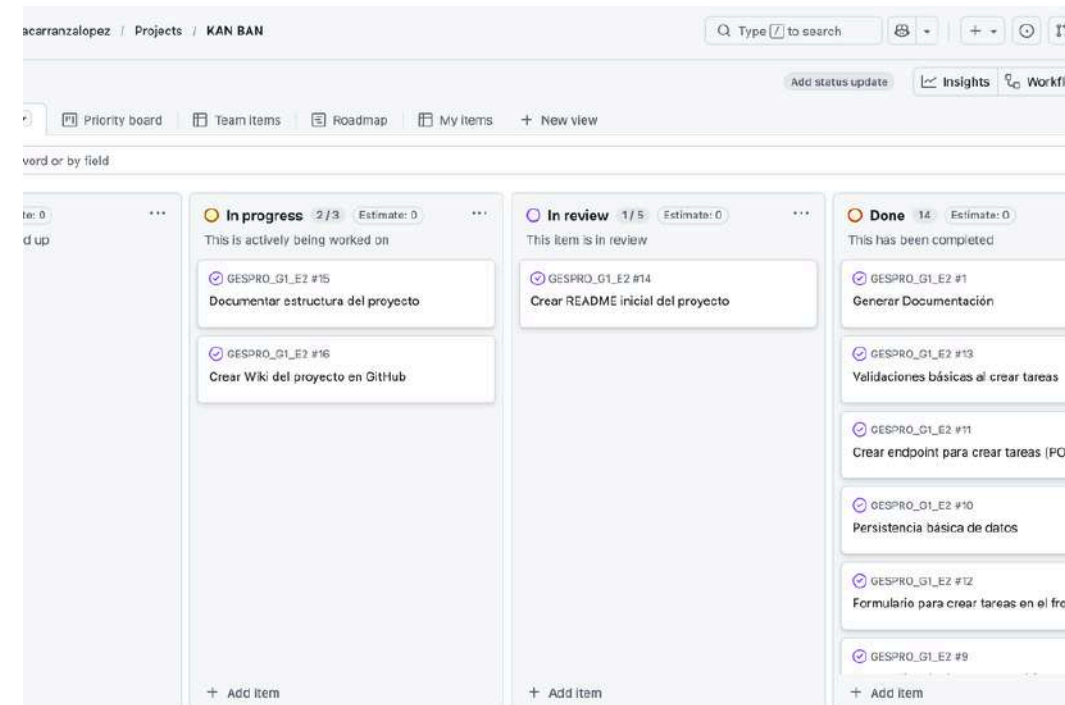 acarranzalopez / Projects / KAN BAN
Type / to search
Add status update
Insights
Workfl
Priority board
Team items
Roadmap
My items
+ New view
word or by field
te: 0
d up
In progress 2 / 3 Estimate: 0
This is actively being worked on
GESPRO_G1_E2 #15
Documentar estructura del proyecto
GESPRO_G1_E2 #16
Crear Wiki del proyecto en GitHub
+ Add item
In review 1 / 5 Estimate: 0
This item is in review
GESPRO_G1_E2 #14
Crear README inicial del proyecto
+ Add item
Done 14 Estimate: 0
This has been completed
GESPRO_G1_E2 #1
Generar Documentación
GESPRO_G1_E2 #13
Validaciones básicas al crear tareas
GESPRO_G1_E2 #11
Crear endpoint para crear tareas (PO
GESPRO_G1_E2 #10
Persistencia básica de datos
GESPRO_G1_E2 #12
Formulario para crear tareas en el fro
GESPRO_G1_E2 #9
+ Add item